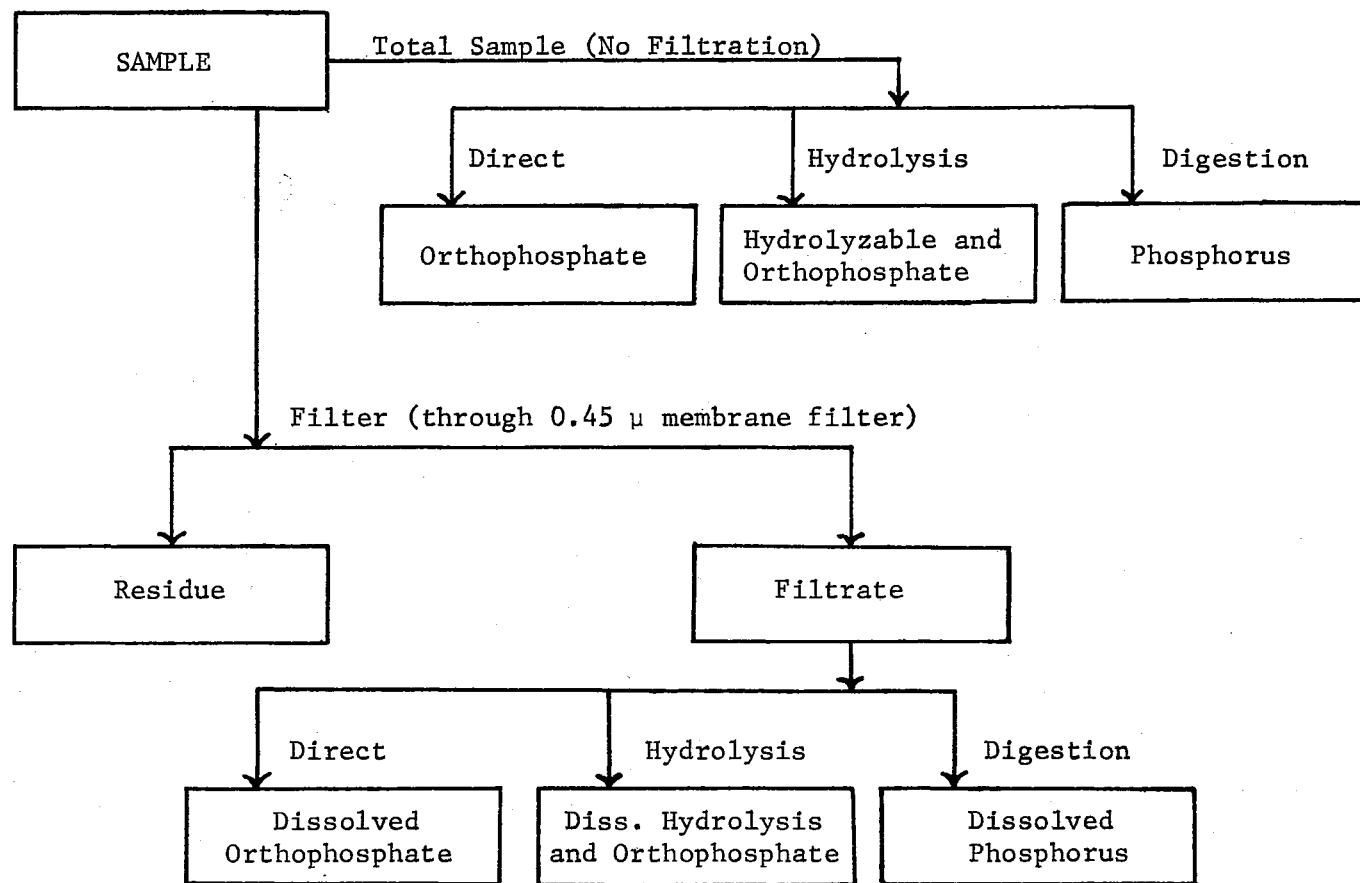 SAMPLE
Total Sample (No Filtration)
Direct
Hydrolysis
Digestion
Orthophosphate
Hydrolyzable and
Orthophosphate
Phosphorus
Filter (through 0.45 μ membrane filter)
Residue
Filtrate
Direct
Hydrolysis
Digestion
Dissolved
Orthophosphate
Diss. Hydrolysis
and Orthophosphate
Dissolved
Phosphorus